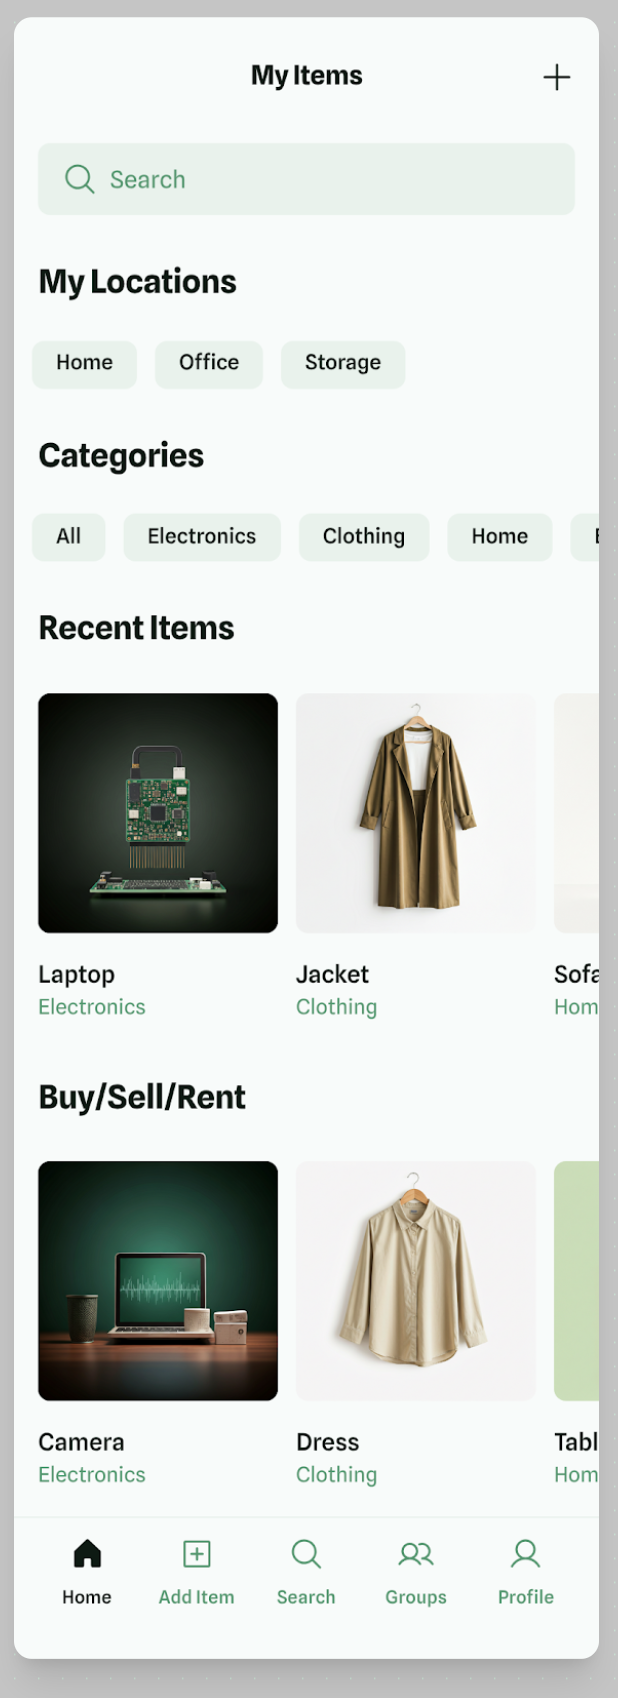 My Items
Search
My Locations
Home Office Storage
Categories
All Electronics Clothing Home
Recent Items
Laptop Jacket Sofa
Electronics Clothing Hom
Buy/Sell/Rent
Camera Dress Tabl
Electronics Clothing Hom
Home Add Item Search Groups Profile